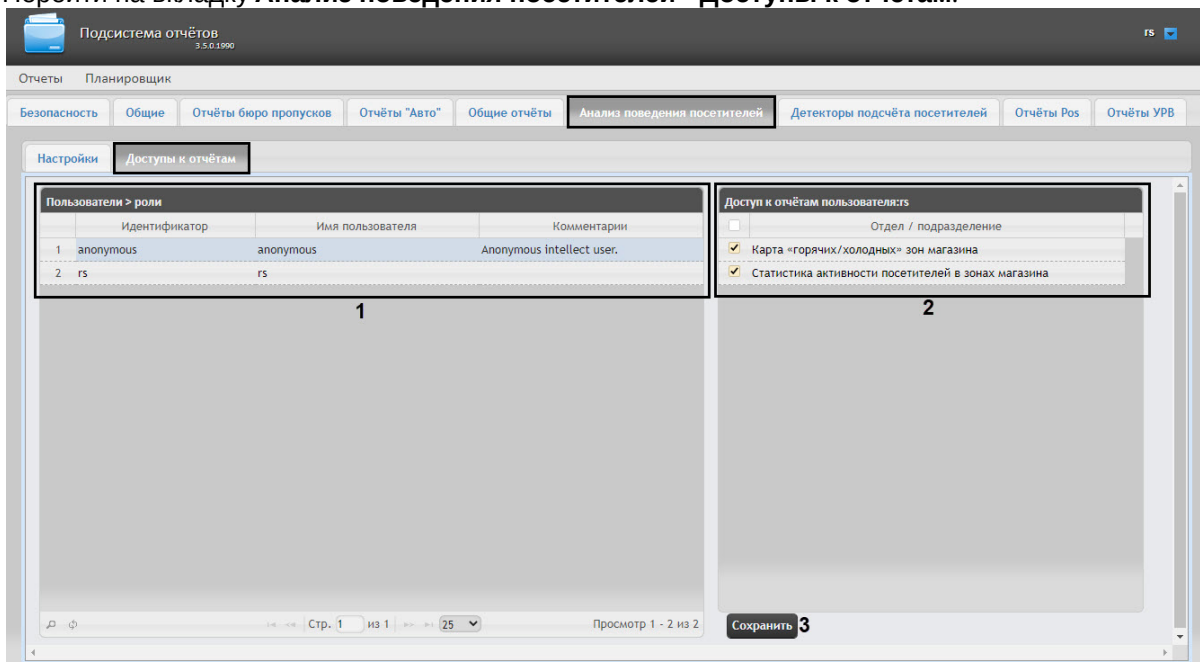 Перейти на вкладку Анализ поведения посетителей - Доступы к отчётам.
Подсистема отчётов
3.5.0.1990
rs
Отчеты Планировщик
Безопасность Общие Отчёты бюро пропусков Отчёты "Авто" Общие отчёты Анализ поведения посетителей Детекторы подсчёта посетителей Отчёты Pos Отчёты УРВ
Настройки Доступы к отчётам
Пользователи > роли
Идентификатор Имя пользователя Комментарии
1 anonymous anonymous Anonymous intellect user.
2 rs rs
1
Доступ к отчётам пользователя:rs
Отдел / подразделение
Карта «горячих/холодных» зон магазина
Статистика активности посетителей в зонах магазина
2
Стр. 1 из 1 25 Просмотр 1 - 2 из 2
Сохранить 3